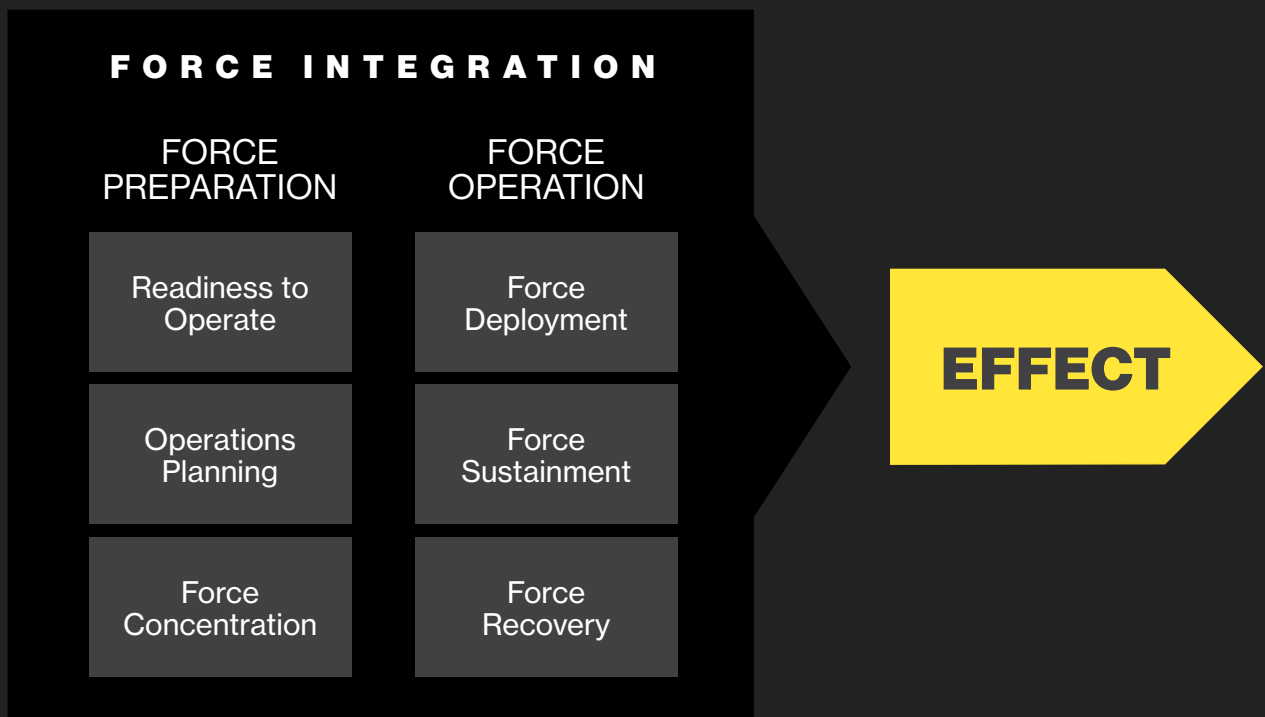 FORCE INTEGRATION
FORCE
PREPARATION
Readiness to
Operate
Operations
Planning
Force
Concentration
FORCE
OPERATION
Force
Deployment
Force
Sustainment
Force
Recovery
EFFECT